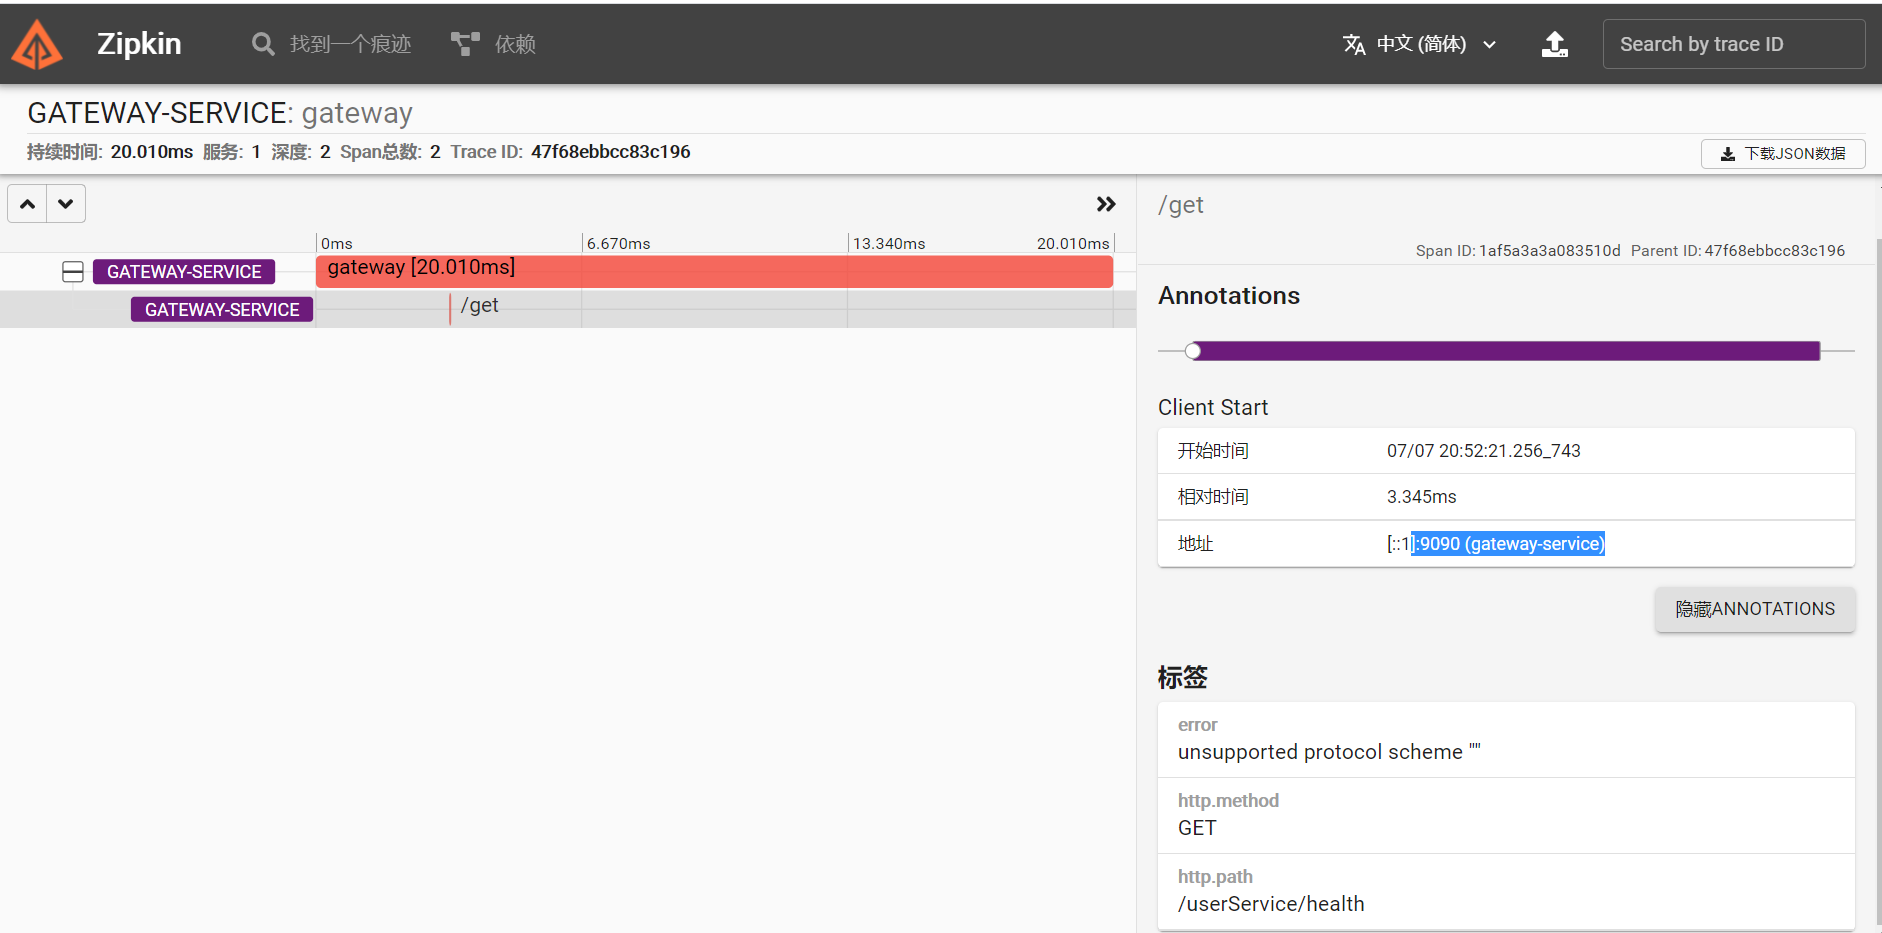 Zipkin 找到一个痕迹 依赖 中文 (简体) Search by trace ID
GATEWAY-SERVICE: gateway
持续时间: 20.010ms 服务: 1 深度: 2 Span总数: 2 Trace ID: 47f68ebbcc83c196 下载JSON数据
0ms 6.670ms 13.340ms 20.010ms
GATEWAY-SERVICE gateway [20.010ms]
GATEWAY-SERVICE /get
/get
Span ID: 1af5a3a3a083510d Parent ID: 47f68ebbcc83c196
Annotations
Client Start
开始时间 07/07 20:52:21.256_743
相对时间 3.345ms
地址 [::1]:9090 (gateway-service)
隐藏ANNOTATIONS
标签
error
unsupported protocol scheme ""
http.method
GET
http.path
/userService/health